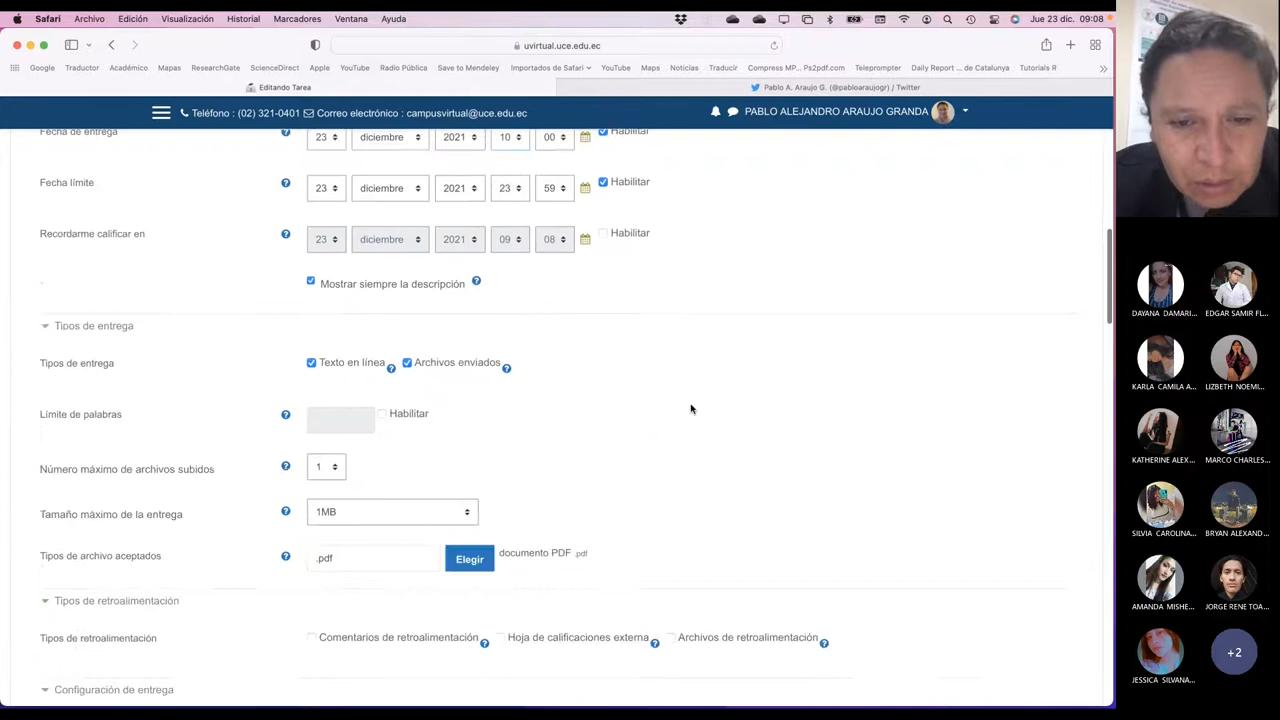 Safari Archivo Edición Visualización Historial Marcadores Ventana Ayuda Jue 23 dic. 09:08
uvirtual.uce.edu.ec
Google Traductor Académico Mapas ResearchGate ScienceDirect Apple YouTube Radio Pública Save to Mendeley Importados de Safari YouTube Maps Noticias Traducir Compress MP... Ps2pdf.com Teleprompter Daily Report ... de Catalunya Tutorials R
Editando Tarea Pablo A. Araujo G. (@pabloaraujogr) / Twitter
Teléfono : (02) 321-0401 Correo electrónico : campusvirtual@uce.edu.ec PABLO ALEJANDRO ARAUJO GRANDA
Fecha de entrega 23 diciembre 2021 10 00 Habilitar
Fecha límite 23 diciembre 2021 23 59 Habilitar
Recordarme calificar en 23 diciembre 2021 09 08 Habilitar
Mostrar siempre la descripción
Tipos de entrega
Tipos de entrega Texto en línea Archivos enviados
Límite de palabras Habilitar
Número máximo de archivos subidos 1
Tamaño máximo de la entrega 1MB
Tipos de archivo aceptados .pdf Elegir documento PDF .pdf
Tipos de retroalimentación
Tipos de retroalimentación Comentarios de retroalimentación Hoja de calificaciones externa Archivos de retroalimentación
Configuración de entrega
DAYANA DAMARI... EDGAR SAMIR FL...
KARLA CAMILA A... LIZBETH NOEMI...
KATHERINE ALEX... MARCO CHARLES...
SILVIA CAROLINA... BRYAN ALEXAND...
AMANDA MISHE... JORGE RENE TOA...
JESSICA SILVANA... +2